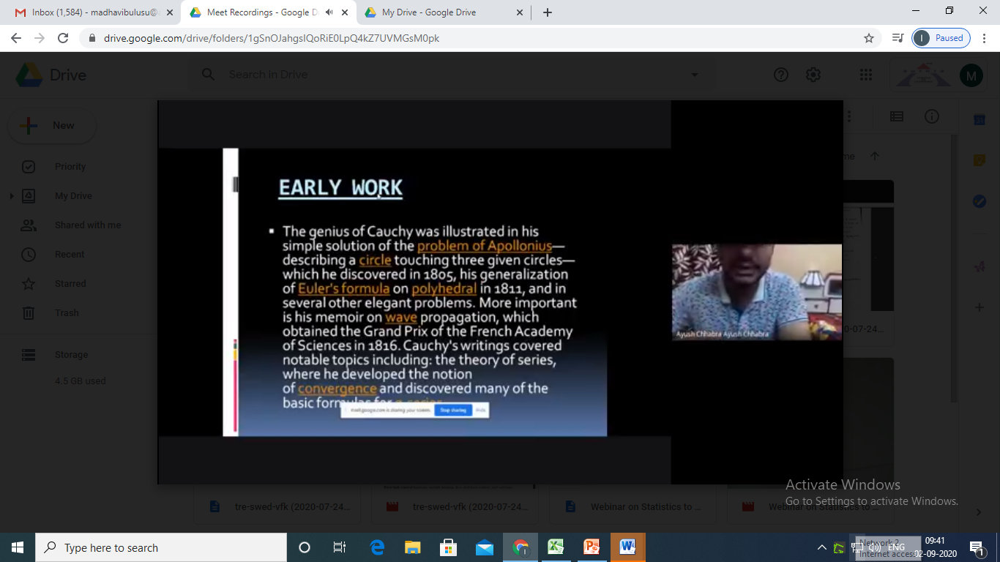 Inbox (1,584) - madhavibulusu@
Meet Recordings - Google D
My Drive - Google Drive
drive.google.com/drive/folders/1gSnOJahgsIQoRiE0LpQ4kZ7UVMGsM0pk
I Paused
Drive
Search in Drive
M
New
Priority
My Drive
Shared with me
Recent
Starred
Trash
Storage
4.5 GB used
EARLY WORK
▪ The genius of Cauchy was illustrated in his
simple solution of the problem of Apollonius—
describing a circle touching three given circles—
which he discovered in 1805, his generalization
of Euler's formula on polyhedral in 1811, and in
several other elegant problems. More important
is his memoir on wave propagation, which
obtained the Grand Prix of the French Academy
of Sciences in 1816. Cauchy's writings covered
notable topics including: the theory of series,
where he developed the notion
of convergence and discovered many of the
basic formulas for q-series
meet.google.com is sharing your screen. Stop sharing Hide
Ayush Chhabra Ayush Chhabra
me
0-07-24...
tre-swed-vfk (2020-07-24...
tre-swed-vfk (2020-07-24...
Webinar on Statistics to ...
Webinar on Statistics to ...
Activate Windows
Go to Settings to activate Windows.
Type here to search
Network 2
Internet access
ENG
09:41
02-09-2020
1